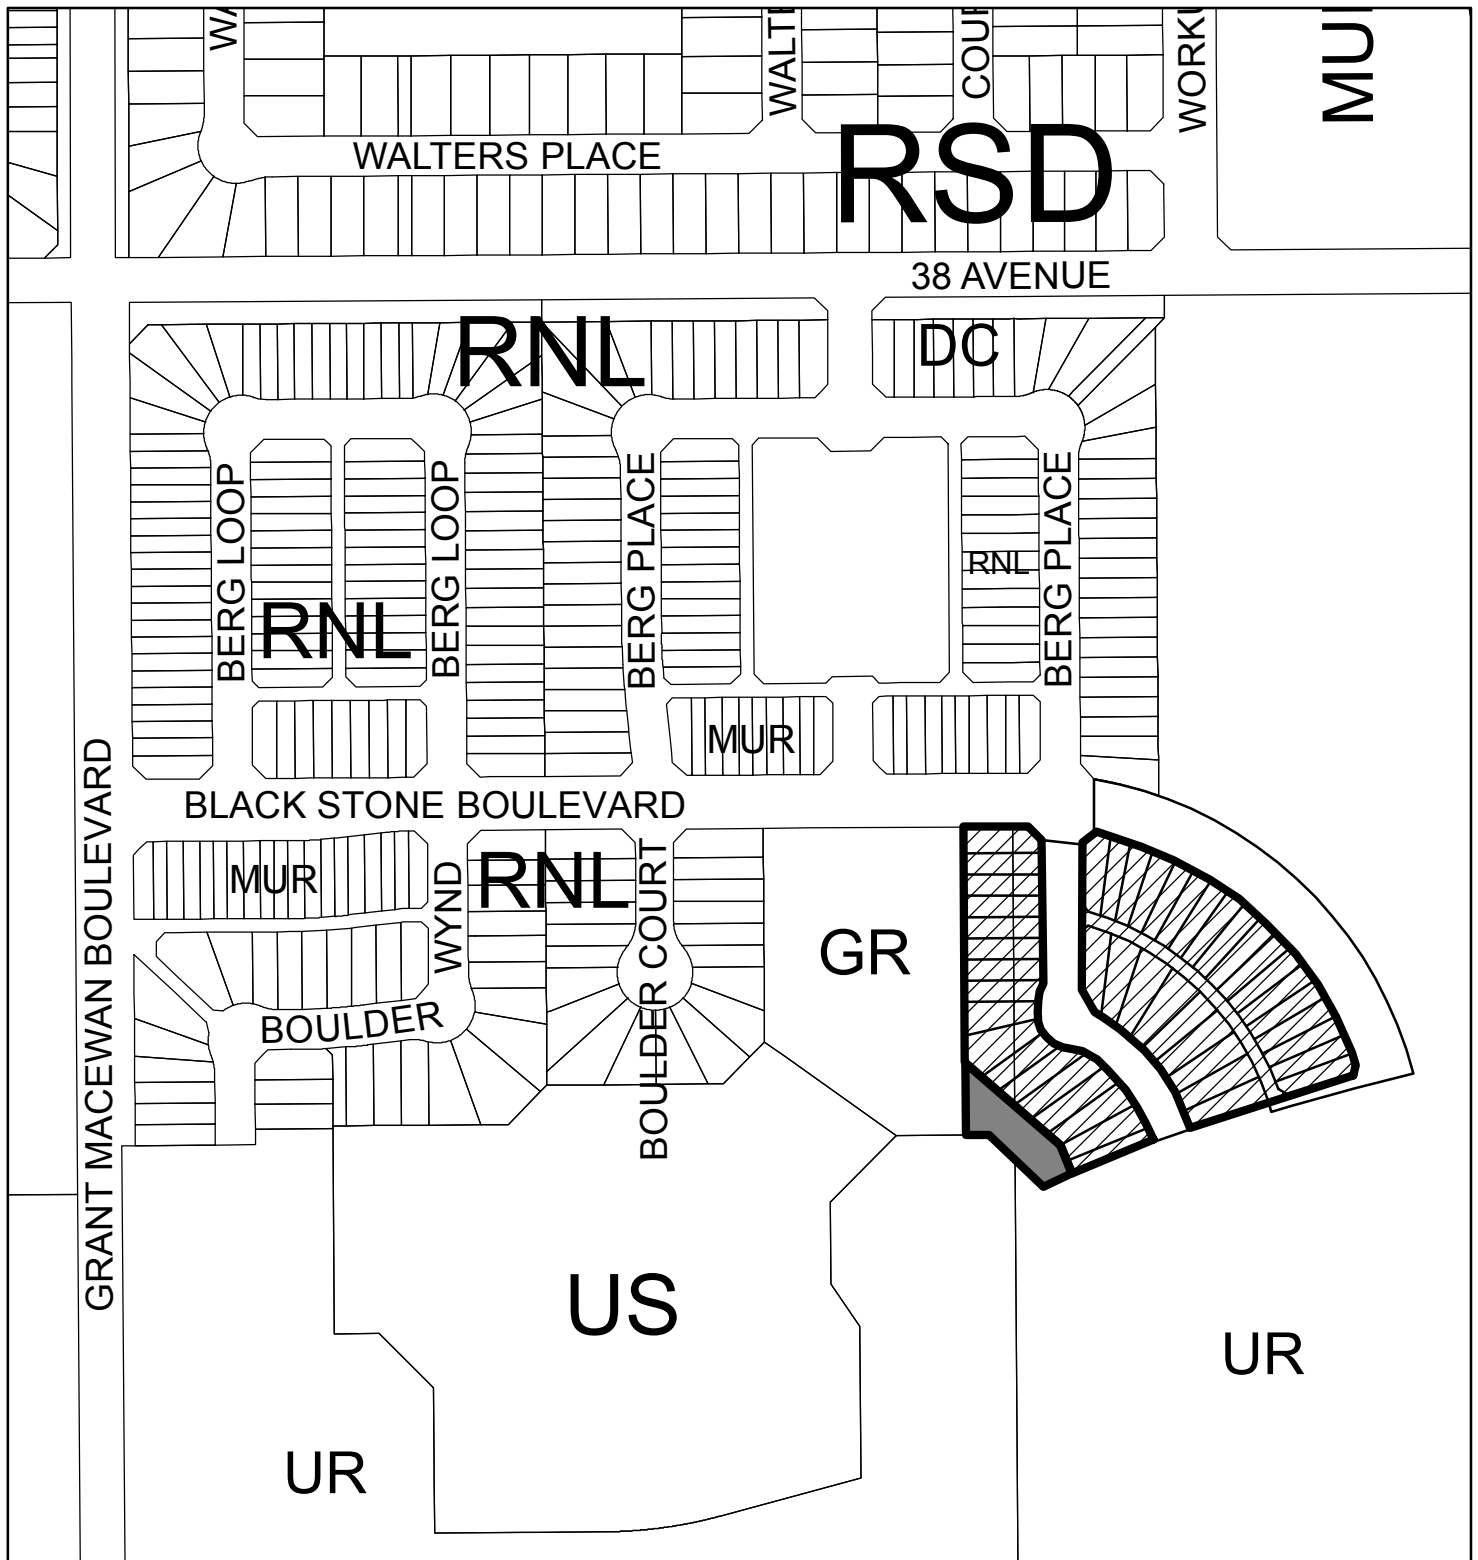 WALTERS PLACE
RSD
38 AVENUE
RNL
DC
BERG LOOP
BERG LOOP
BERG PLACE
BERG PLACE
RNL
RNL
MUR
BLACK STONE BOULEVARD
GRANT MACEWAN BOULEVARD
MUR
RNL
WYND
BOULDER COURT
GR
BOULDER
US
UR
UR